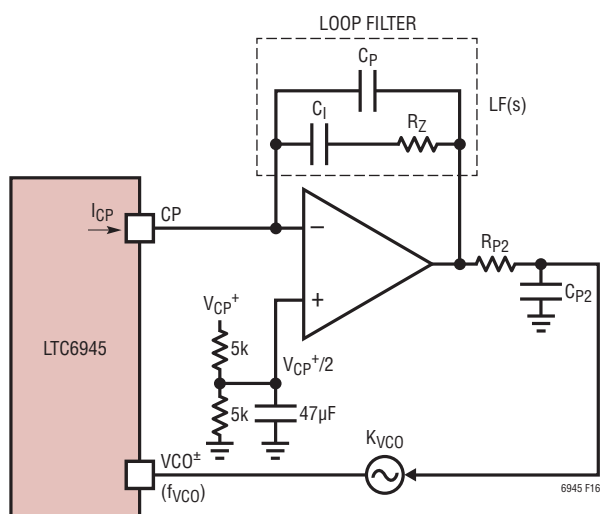 LOOP FILTER
C_P
C_I
R_Z
LF(s)
I_CP
CP
R_P2
C_P2
V_CP^+
5k
V_CP^+/2
LTC6945
5k
47µF
K_VCO
VCO^±
(f_VCO)
6945 F16